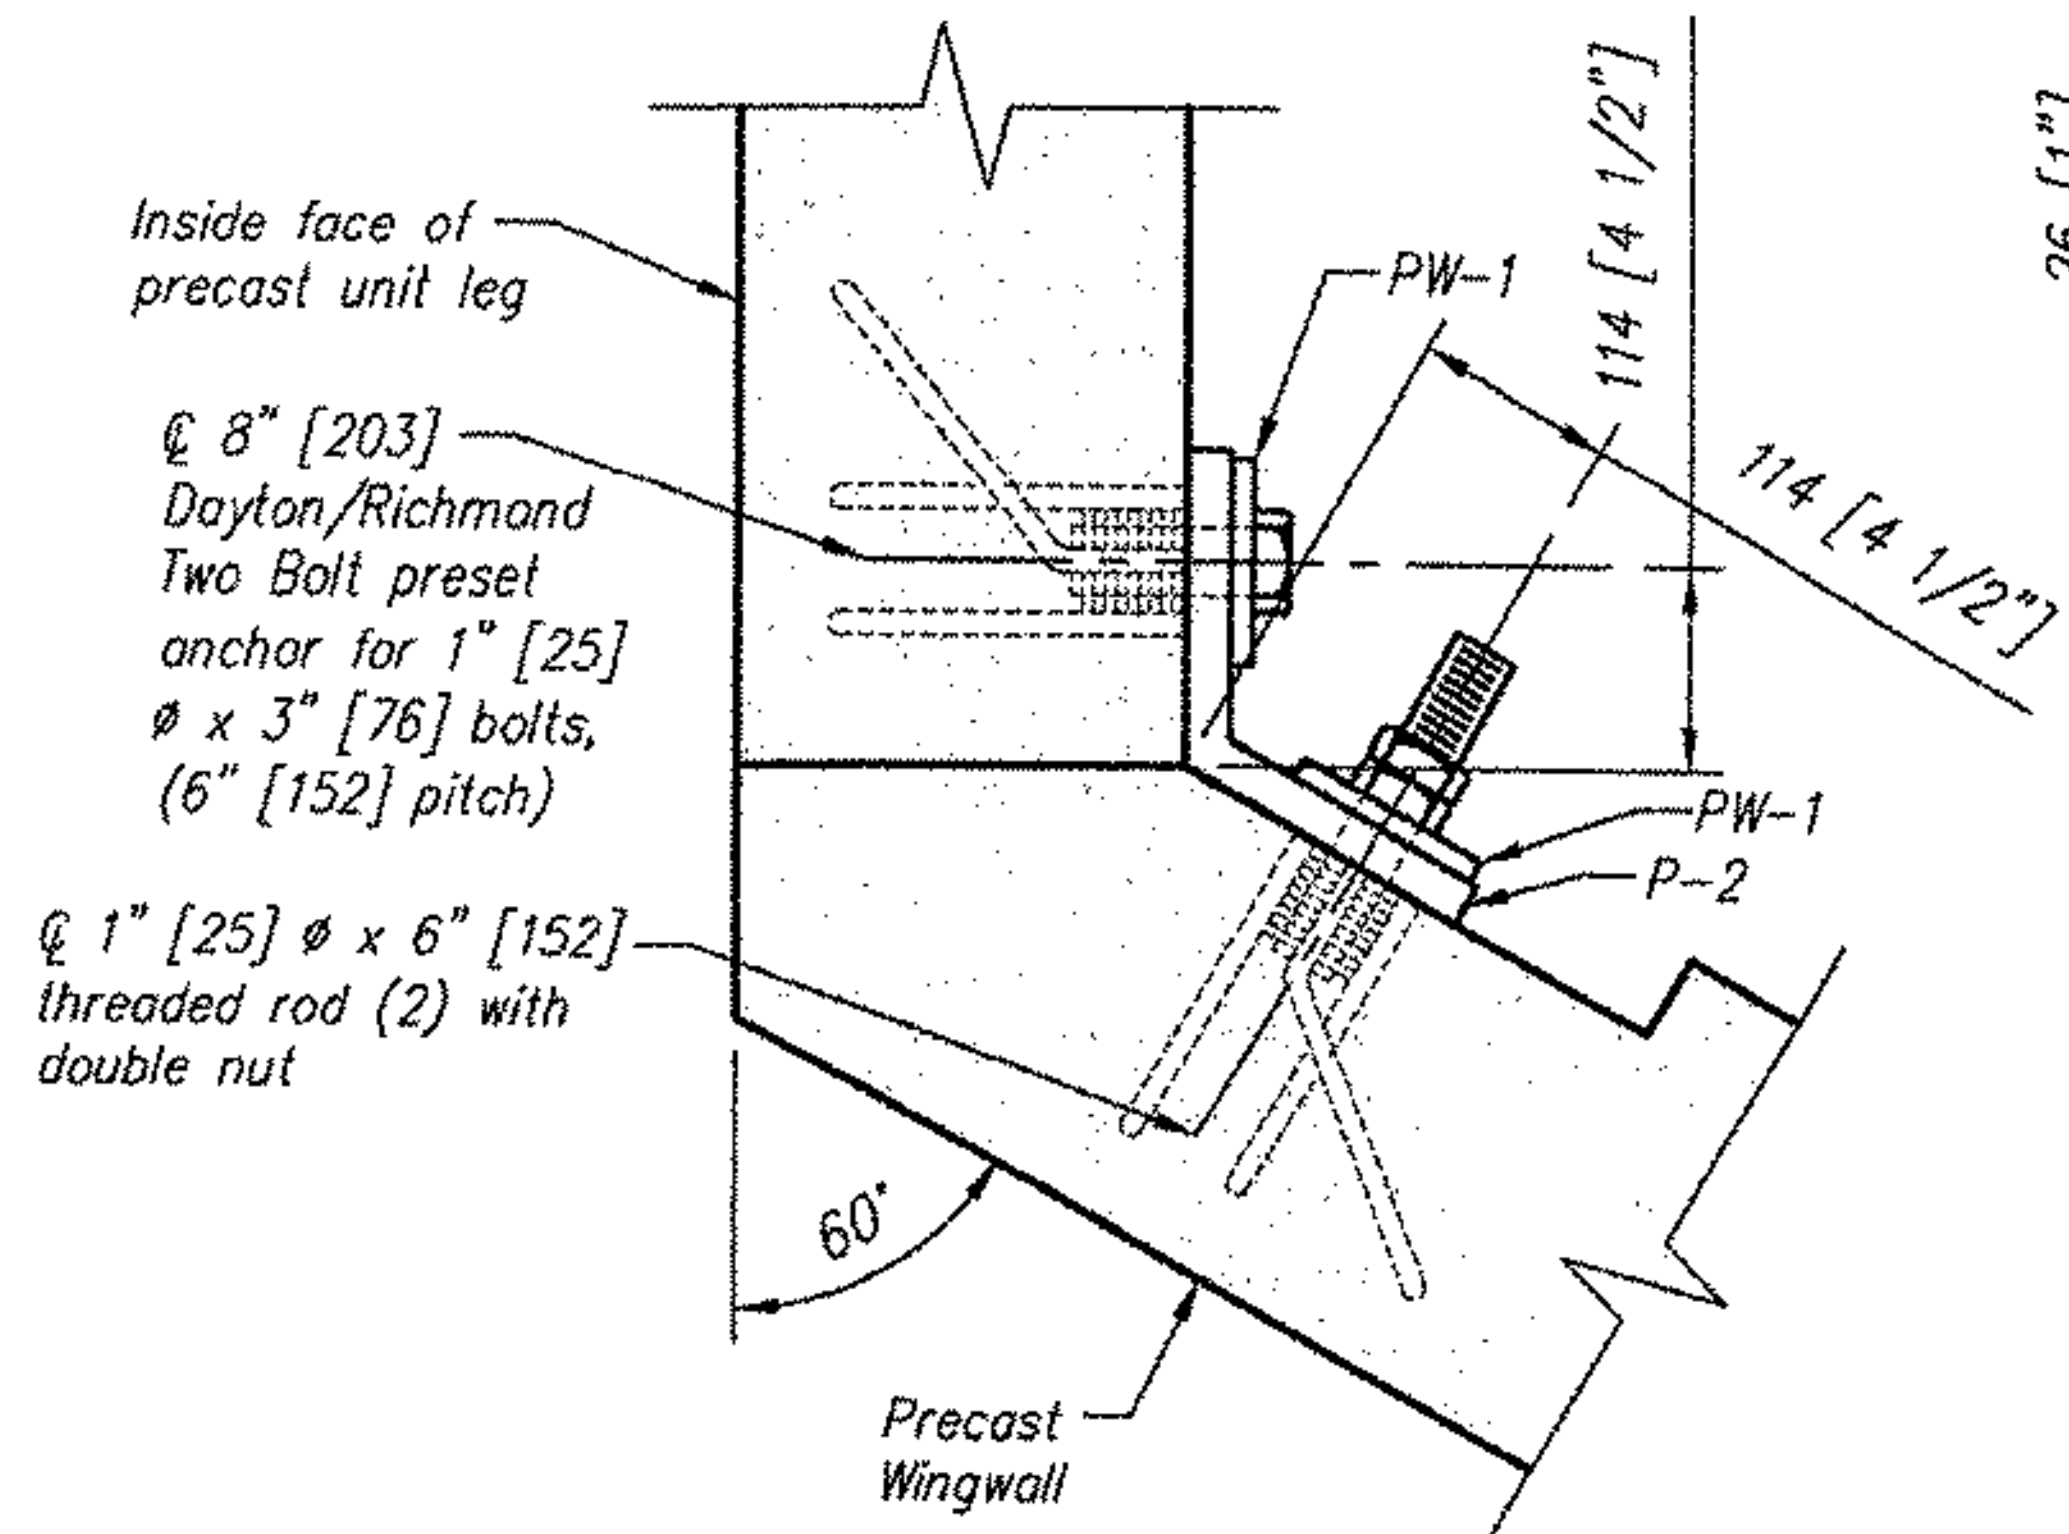 Inside face of
precast unit leg
℄ 8" [203]
Dayton/Richmond
Two Bolt preset
anchor for 1" [25]
ø x 3" [76] bolts,
(6" [152] pitch)
℄ 1" [25] ø x 6" [152]
threaded rod (2) with
double nut
PW-1
114 [4 1/2"]
26 [1"]
114 [4 1/2"]
PW-1
P-2
60°
Precast
Wingwall